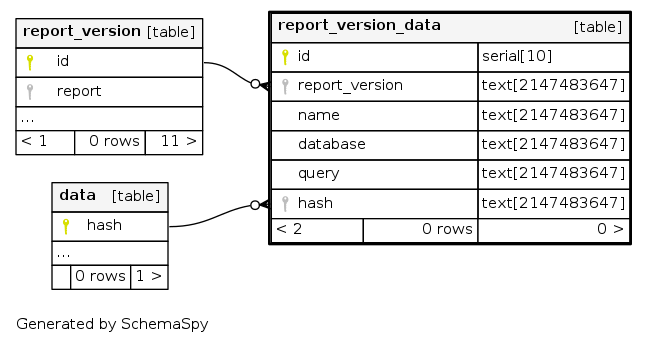 report_version [table]
id
report
...
< 1 0 rows 11 >
data [table]
hash
...
0 rows 1 >
report_version_data [table]
id serial[10]
report_version text[2147483647]
name text[2147483647]
database text[2147483647]
query text[2147483647]
hash text[2147483647]
< 2 0 rows 0 >
Generated by SchemaSpy